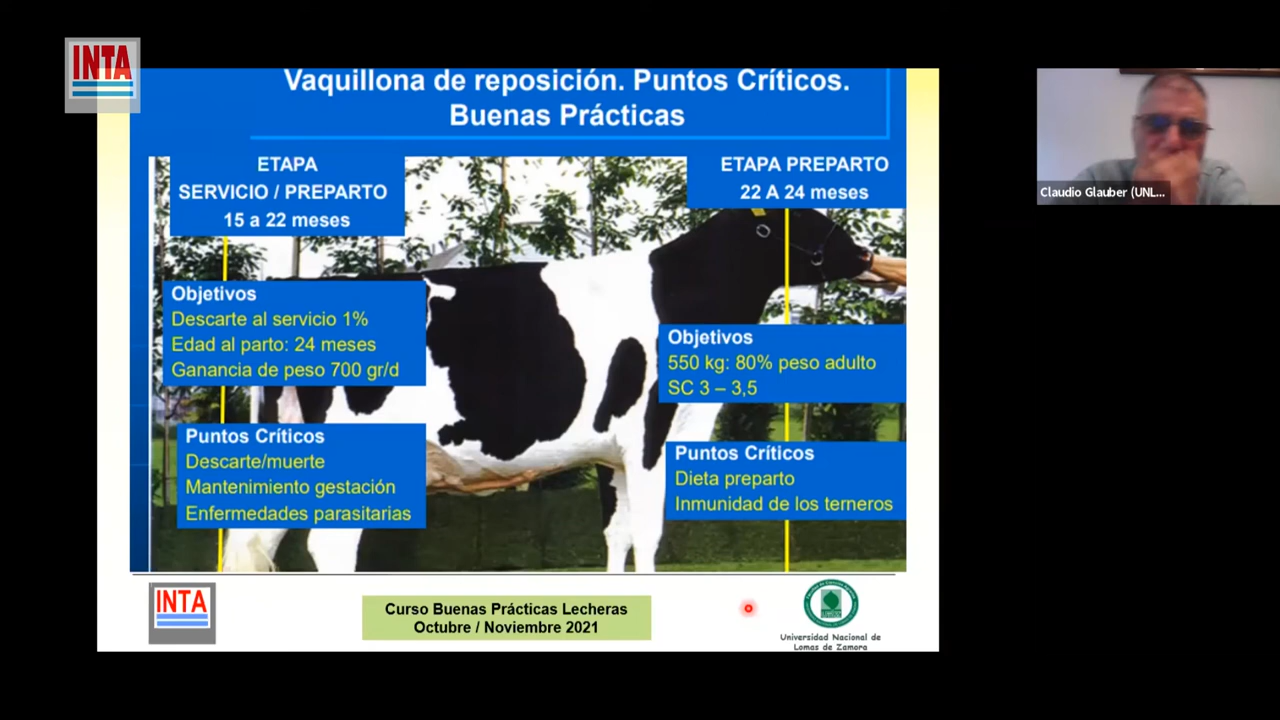 INTA
Vaquillona de reposición. Puntos Críticos.
Buenas Prácticas
ETAPA
SERVICIO / PREPARTO
15 a 22 meses
Objetivos
Descarte al servicio 1%
Edad al parto: 24 meses
Ganancia de peso 700 gr/d
Puntos Críticos
Descarte/muerte
Mantenimiento gestación
Enfermedades parasitarias
ETAPA PREPARTO
22 A 24 meses
Objetivos
550 kg: 80% peso adulto
SC 3 – 3,5
Puntos Críticos
Dieta preparto
Inmunidad de los terneros
INTA
Curso Buenas Prácticas Lecheras
Octubre / Noviembre 2021
Universidad Nacional de
Lomas de Zamora
Claudio Glauber (UNL...